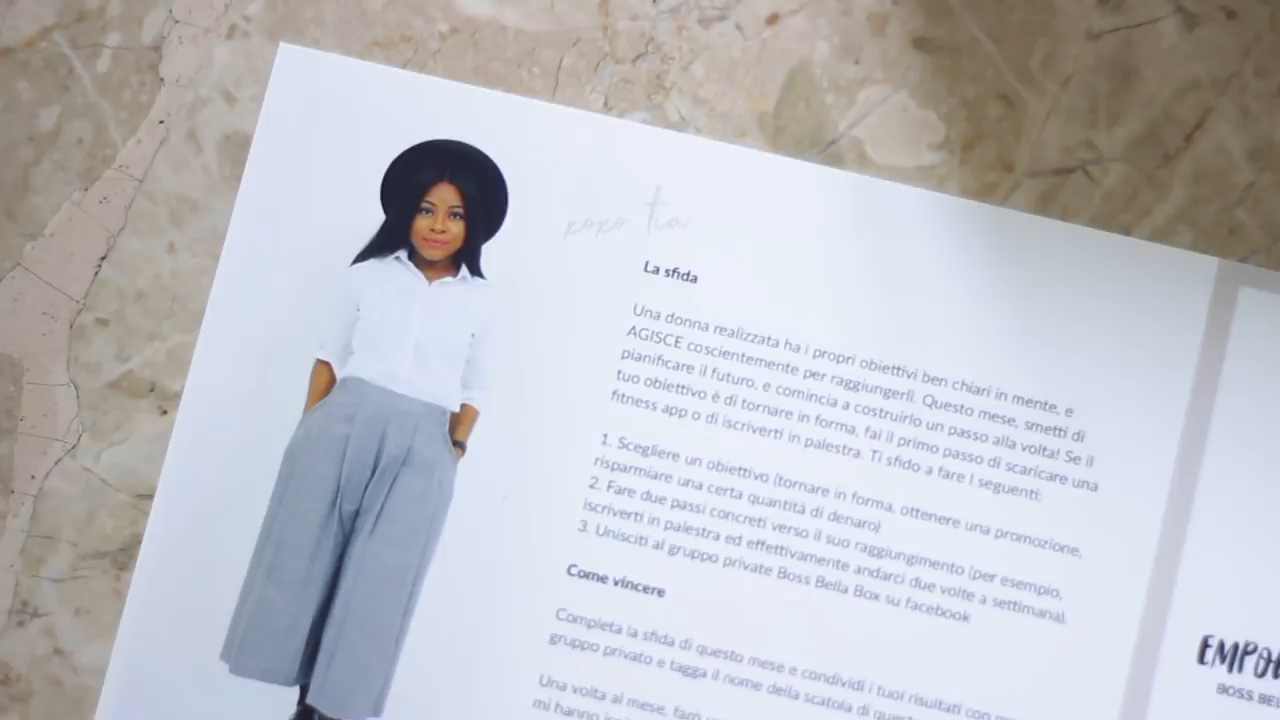 xoxo tia
La sfida
Una donna realizzata ha i propri obiettivi ben chiari in mente, e
AGISCE coscientemente per raggiungerli. Questo mese, smetti di
pianificare il futuro, e comincia a costruirlo un passo alla volta! Se il
tuo obiettivo è di tornare in forma, fai il primo passo di scaricare una
fitness app o di iscriverti in palestra. Ti sfido a fare I seguenti:
1. Scegliere un obiettivo (tornare in forma, ottenere una promozione,
risparmiare una certa quantità di denaro)
2. Fare due passi concreti verso il suo raggiungimento (per esempio,
iscriverti in palestra ed effettivamente andarci due volte a settimana).
3. Unisciti al gruppo private Boss Bella Box su facebook
Come vincere
Completa la sfida di questo mese e condividi i tuoi risultati con
gruppo privato e tagga il nome della scatola di
Una volta al mese, farò
mi hanno
EMPO
BOSS BE